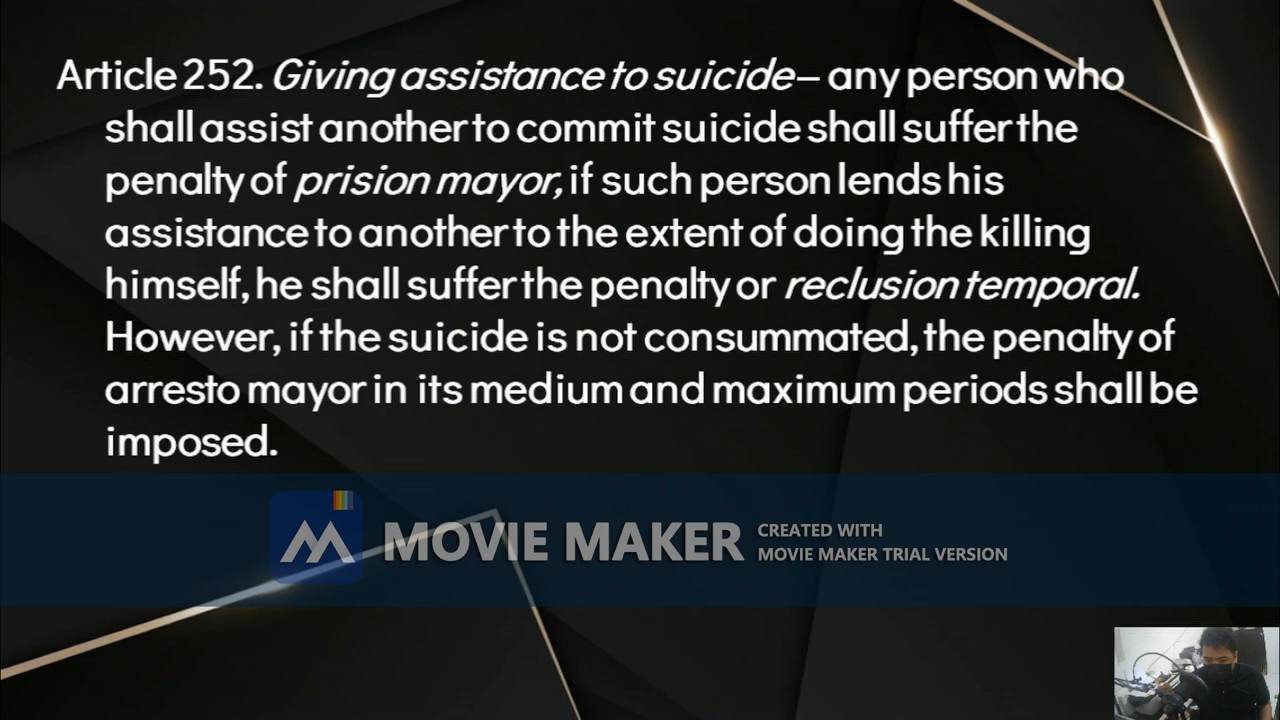 Article 252. Giving assistance to suicide– any person who
shall assist another to commit suicide shall suffer the
penalty of prision mayor, if such person lends his
assistance to another to the extent of doing the killing
himself, he shall suffer the penalty or reclusion temporal.
However, if the suicide is not consummated, the penalty of
arresto mayor in its medium and maximum periods shall be
imposed.
MOVIE MAKER
CREATED WITH
MOVIE MAKER TRIAL VERSION